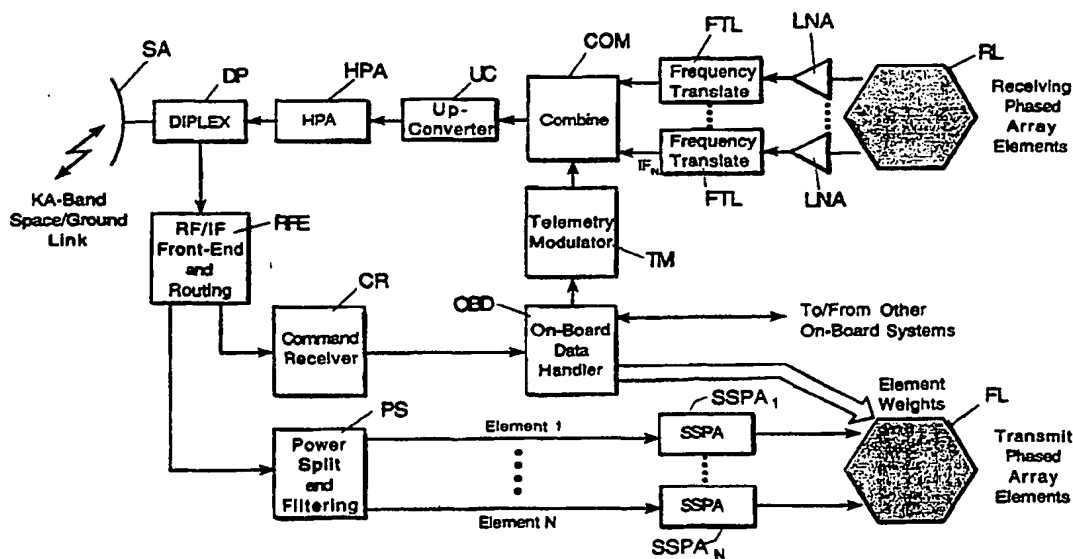 SA
DP
HPA
UC
COM
FTL
LNA
RL
DIPLEX
HPA
Up-
Converter
Combine
Frequency
Translate
Frequency
Translate
IFN
FTL
LNA
Receiving
Phased
Array
Elements
KA-Band
Space/Ground
Link
RF/IF
Front-End
and
Routing
RFE
Telemetry
Modulator
TM
CR
Command
Receiver
OBD
On-Board
Data
Handler
To/From Other
On-Board Systems
Element
Weights
FL
PS
Power
Split
and
Filtering
Element 1
Element N
SSPA1
SSPA
SSPA
SSPAN
Transmit
Phased
Array
Elements